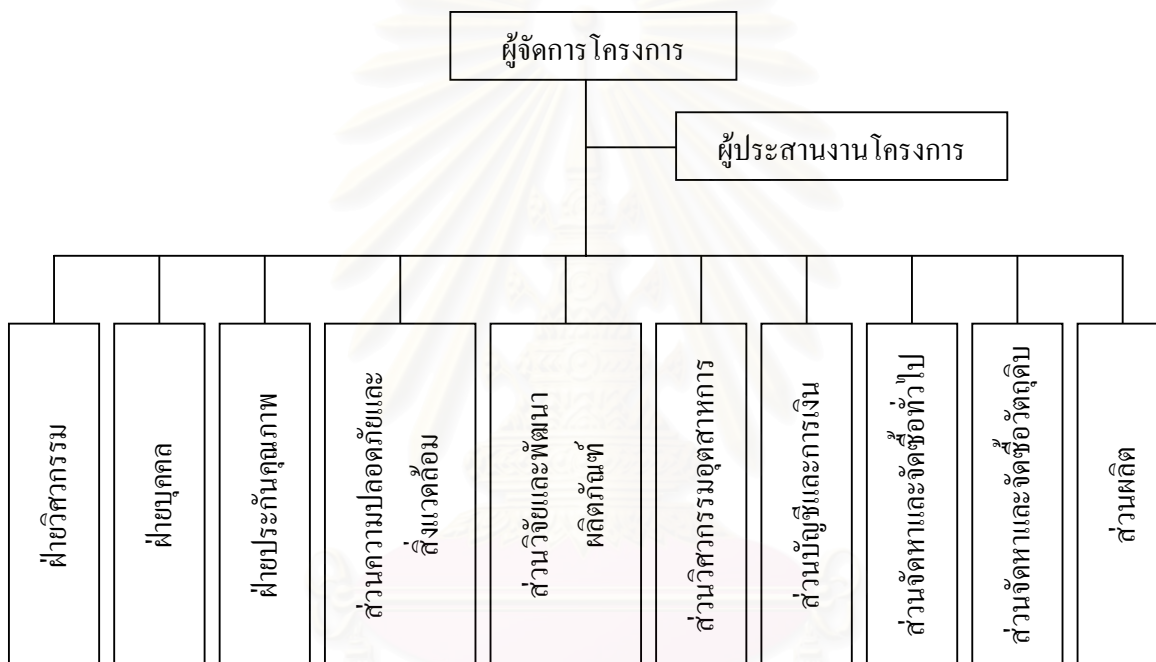 ผู้จัดการโครงการ
ผู้ประสานงานโครงการ
ฝ่ายวิศวกรรม
ฝ่ายบุคคล
ฝ่ายประกันคุณภาพ
ส่วนความปลอดภัยและ
สิ่งแวดล้อม
ส่วนวิจัยและพัฒนา
ผลิตภัณฑ์
ส่วนวิศวกรรมอุตสาหการ
ส่วนบัญชีและการเงิน
ส่วนจัดหาและจัดซื้อทั่วไป
ส่วนจัดหาและจัดซื้อวัตถุดิบ
ส่วนผลิต